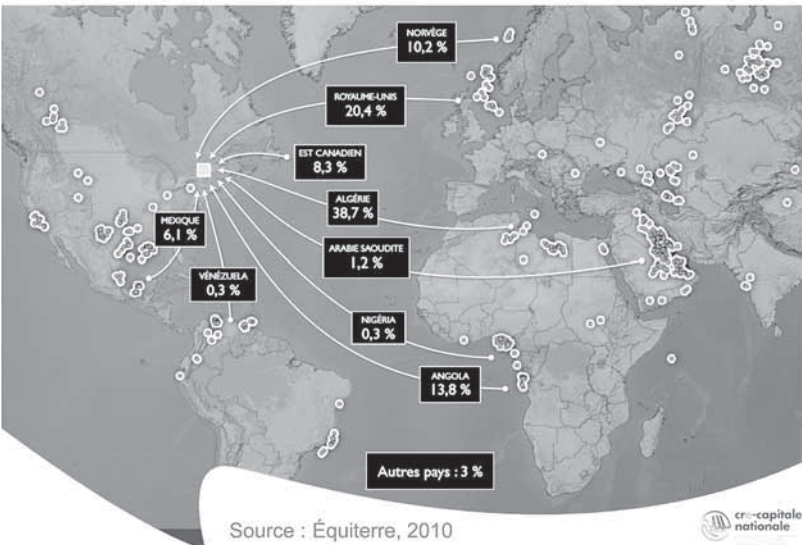 NORVÈGE
10,2 %
ROYAUME-UNIS
20,4 %
EST CANADIEN
8,3 %
ALGÉRIE
38,7 %
MEXIQUE
6,1 %
ARABIE SAOUDITE
1,2 %
VÉNÉZUELA
0,3 %
NIGÉRIA
0,3 %
ANGOLA
13,8 %
Autres pays : 3 %
Source : Équiterre, 2010
cre-capitale
nationale